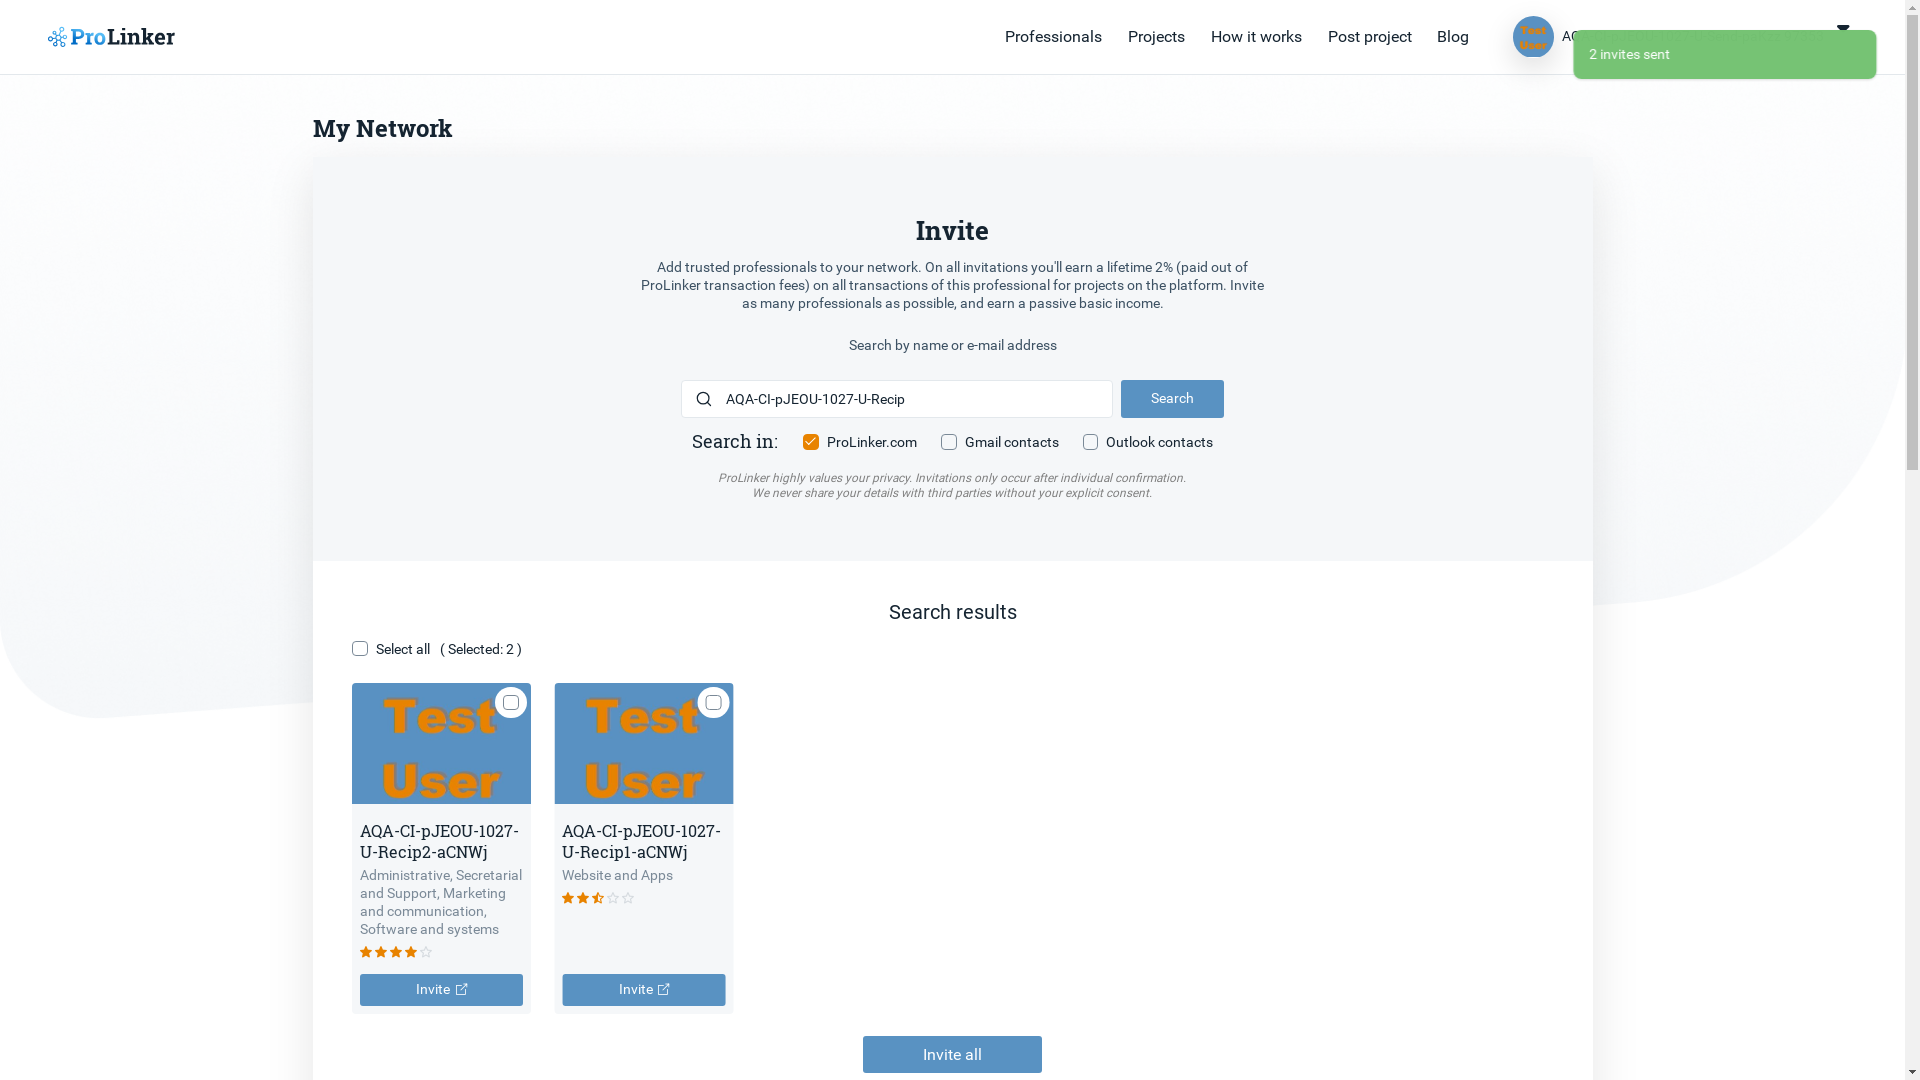 ProLinker
Professionals
Projects
How it works
Post project
Blog
Test
User
2 invites sent
My Network
Invite
Add trusted professionals to your network. On all invitations you'll earn a lifetime 2% (paid out of
ProLinker transaction fees) on all transactions of this professional for projects on the platform. Invite
as many professionals as possible, and earn a passive basic income.
Search by name or e-mail address
AQA-CI-pJEOU-1027-U-Recip
Search
Search in:
ProLinker.com
Gmail contacts
Outlook contacts
ProLinker highly values your privacy. Invitations only occur after individual confirmation.
We never share your details with third parties without your explicit consent.
Search results
Select all ( Selected: 2 )
Test
User
AQA-CI-pJEOU-1027-
U-Recip2-aCNWj
Administrative, Secretarial
and Support, Marketing
and communication,
Software and systems
Invite
Test
User
AQA-CI-pJEOU-1027-
U-Recip1-aCNWj
Website and Apps
Invite
Invite all